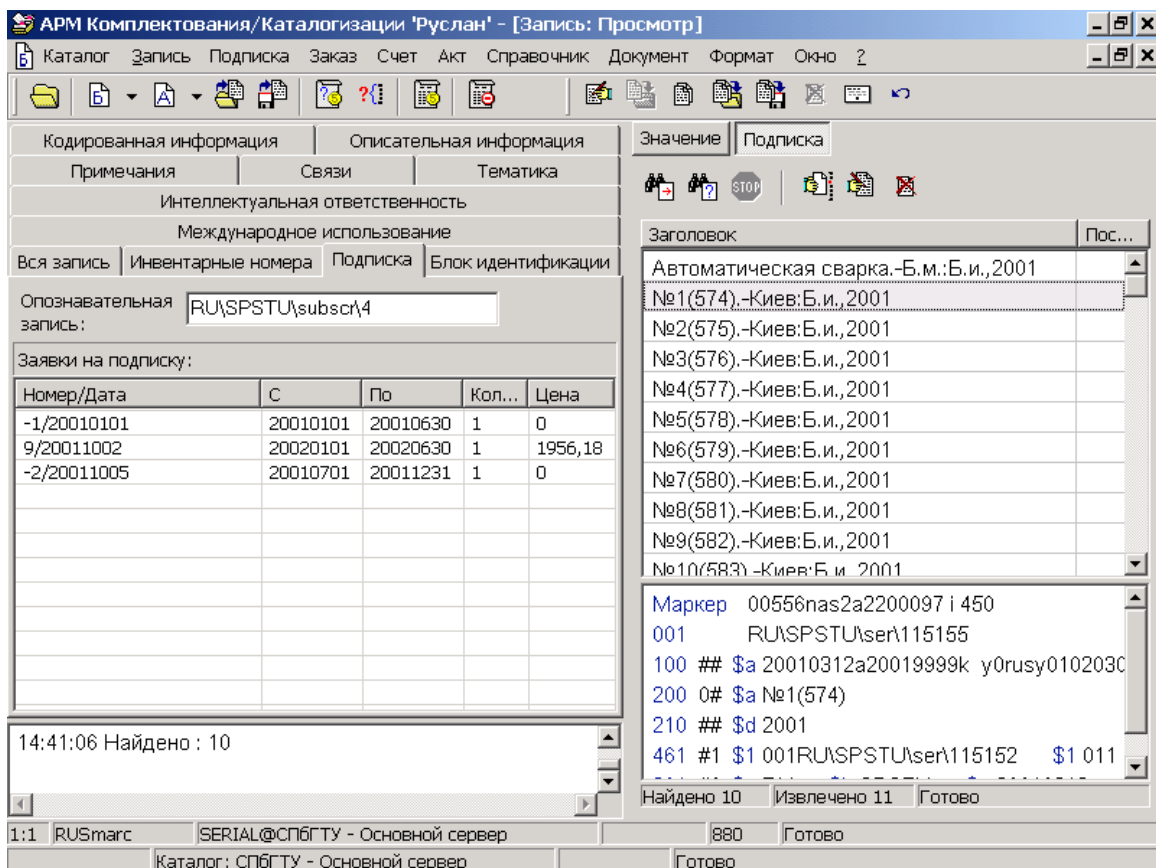 АРМ Комплектования/Каталогизации 'Руслан' - [Запись: Просмотр]
Каталог Запись Подписка Заказ Счет Акт Справочник Документ Формат Окно ?
Кодированная информация Описательная информация
Примечания Связи Тематика
Интеллектуальная ответственность
Международное использование
Вся запись Инвентарные номера Подписка Блок идентификации
Опознавательная запись: RU\SPSTU\subscr\4
Заявки на подписку:
Номер/Дата С По Кол... Цена
-1/20010101 20010101 20010630 1 0
9/20011002 20020101 20020630 1 1956,18
-2/20011005 20010701 20011231 1 0
14:41:06 Найдено : 10
Значение Подписка
STOP
Заголовок Пос...
Автоматическая сварка.-Б.м.:Б.и.,2001
№1(574).-Киев:Б.и.,2001
№2(575).-Киев:Б.и.,2001
№3(576).-Киев:Б.и.,2001
№4(577).-Киев:Б.и.,2001
№5(578).-Киев:Б.и.,2001
№6(579).-Киев:Б.и.,2001
№7(580).-Киев:Б.и.,2001
№8(581).-Киев:Б.и.,2001
№9(582).-Киев:Б.и.,2001
№10(583).-Киев:Б.и.,2001
Маркер 00556nas2a2200097 i 450
001 RU\SPSTU\ser\115155
100 ## $a 20010312a20019999k y0rusy0102030
200 0# $a №1(574)
210 ## $d 2001
461 #1 $1 001RU\SPSTU\ser\115152 $1 011
Найдено 10 Извлечено 11 Готово
1:1 RUSmarc SERIAL@СПбГТУ - Основной сервер 880 Готово
Каталог: СПбГТУ - Основной сервер Готово